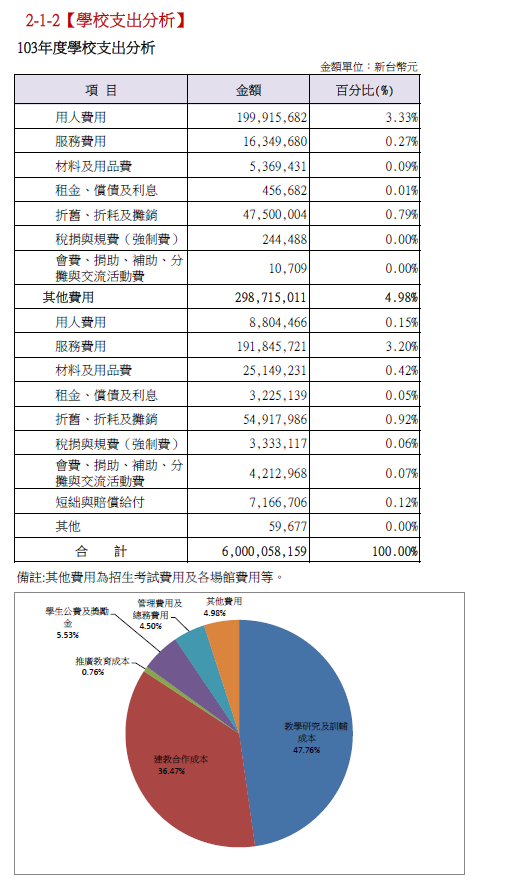 2-1-2【學校支出分析】
103年度學校支出分析
金額單位：新台幣元
項 目 金額 百分比(%)
用人費用 199,915,682 3.33%
服務費用 16,349,680 0.27%
材料及用品費 5,369,431 0.09%
租金、償債及利息 456,682 0.01%
折舊、折耗及攤銷 47,500,004 0.79%
稅捐與規費（強制費） 244,488 0.00%
會費、捐助、補助、分
攤與交流活動費 10,709 0.00%
其他費用 298,715,011 4.98%
用人費用 8,804,466 0.15%
服務費用 191,845,721 3.20%
材料及用品費 25,149,231 0.42%
租金、償債及利息 3,225,139 0.05%
折舊、折耗及攤銷 54,917,986 0.92%
稅捐與規費（強制費） 3,333,117 0.06%
會費、捐助、補助、分
攤與交流活動費 4,212,968 0.07%
短絀與賠償給付 7,166,706 0.12%
其他 59,677 0.00%
合 計 6,000,058,159 100.00%
備註:其他費用為招生考試費用及各場館費用等。
學生公費及獎勵
金
5.53%
管理費用及
總務費用
4.50%
其他費用
4.98%
推廣教育成本
0.76%
教學研究及訓輔
成本
47.76%
建教合作成本
36.47%